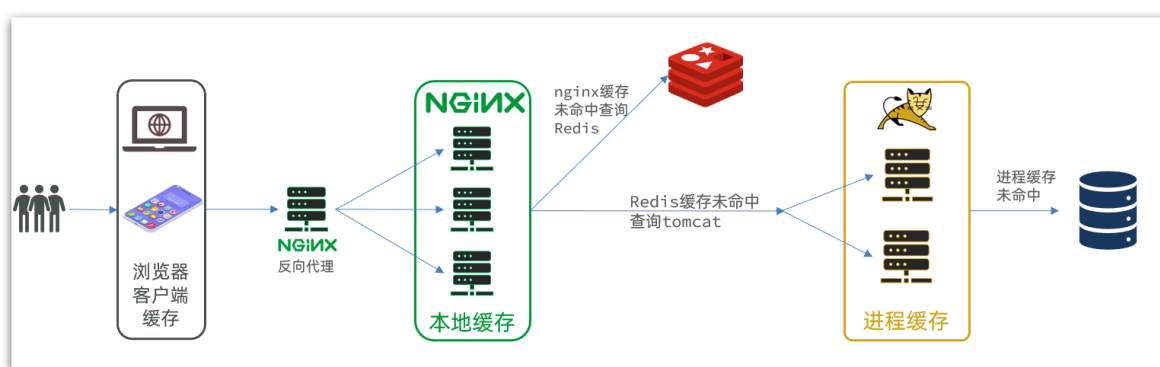 浏览器
客户端
缓存
NGINX
反向代理
NGINX
本地缓存
nginx缓存
未命中查询
Redis
Redis缓存未命中
查询tomcat
进程缓存
进程缓存
未命中